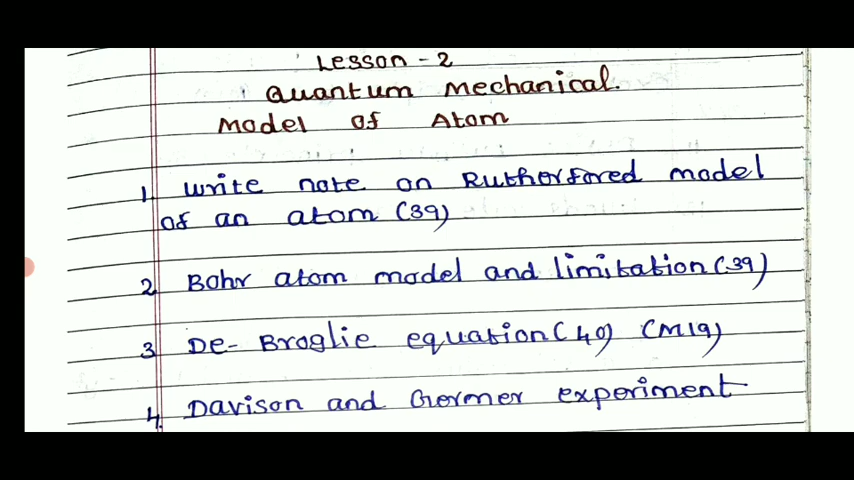 Lesson - 2
Quantum Mechanical.
Model of Atom
1. Write note on Rutherfored model
of an atom (39)
2 Bohr atom model and limitation (39)
3 De-Broglie equation (40) (M19)
4. Davison and Germer experiment